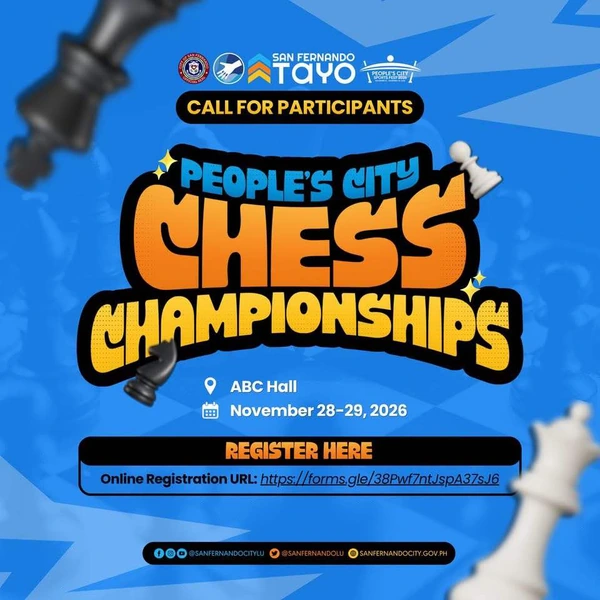 SAN FERNANDO
TAYO
PEOPLE'S CITY
CALL FOR PARTICIPANTS
PEOPLE'S CITY
CHESS
CHAMPIONSHIPS
ABC Hall
November 28-29, 2026
REGISTER HERE
Online Registration URL: https://forms.gle/38Pwf7ntJspA37sJ6
@SANFERNANDOCITYLU @SANFERNANDOLU SANFERNANDOCITY.GOV.PH